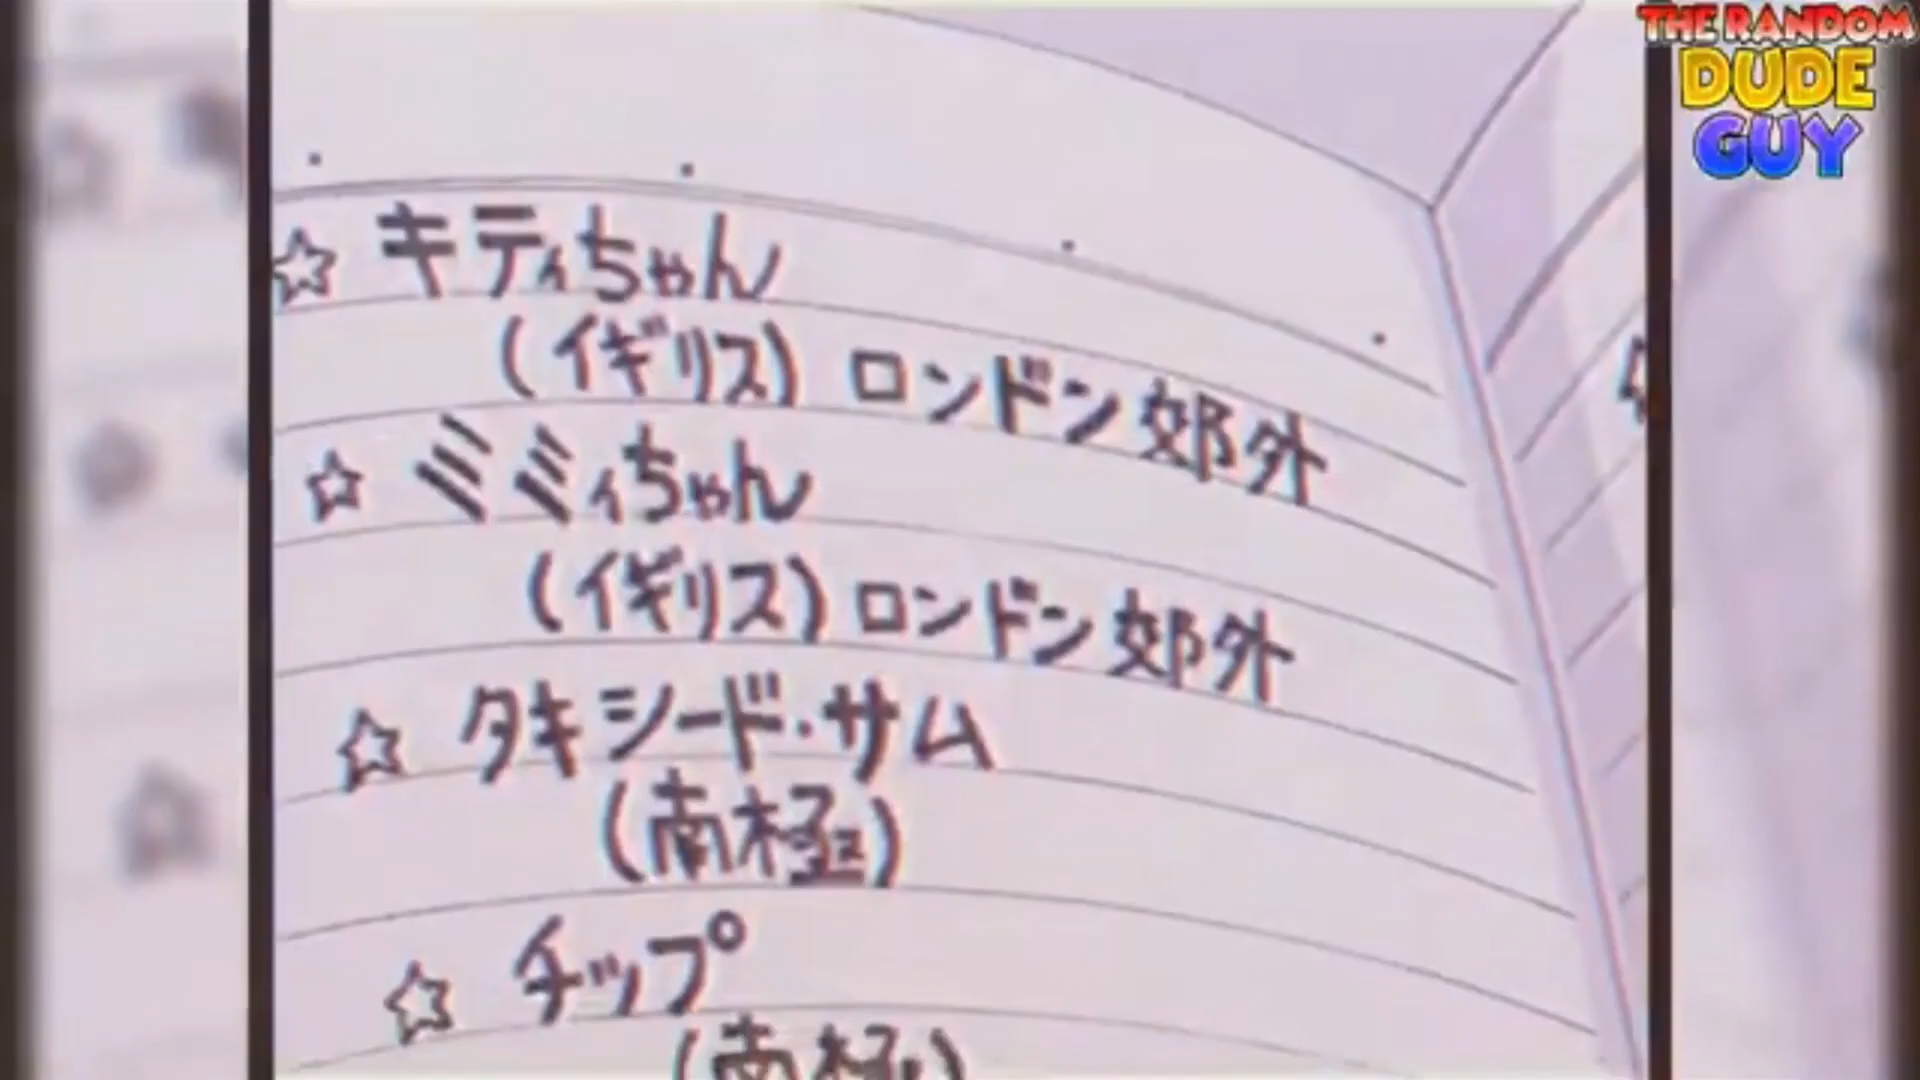 THE RANDOM
DUDE
GUY
☆ キティちゃん
(イギリス) ロンドン郊外
☆ ミミィちゃん
(イギリス) ロンドン郊外
☆ タキシード・サム
(南極)
☆ チップ
(南極)